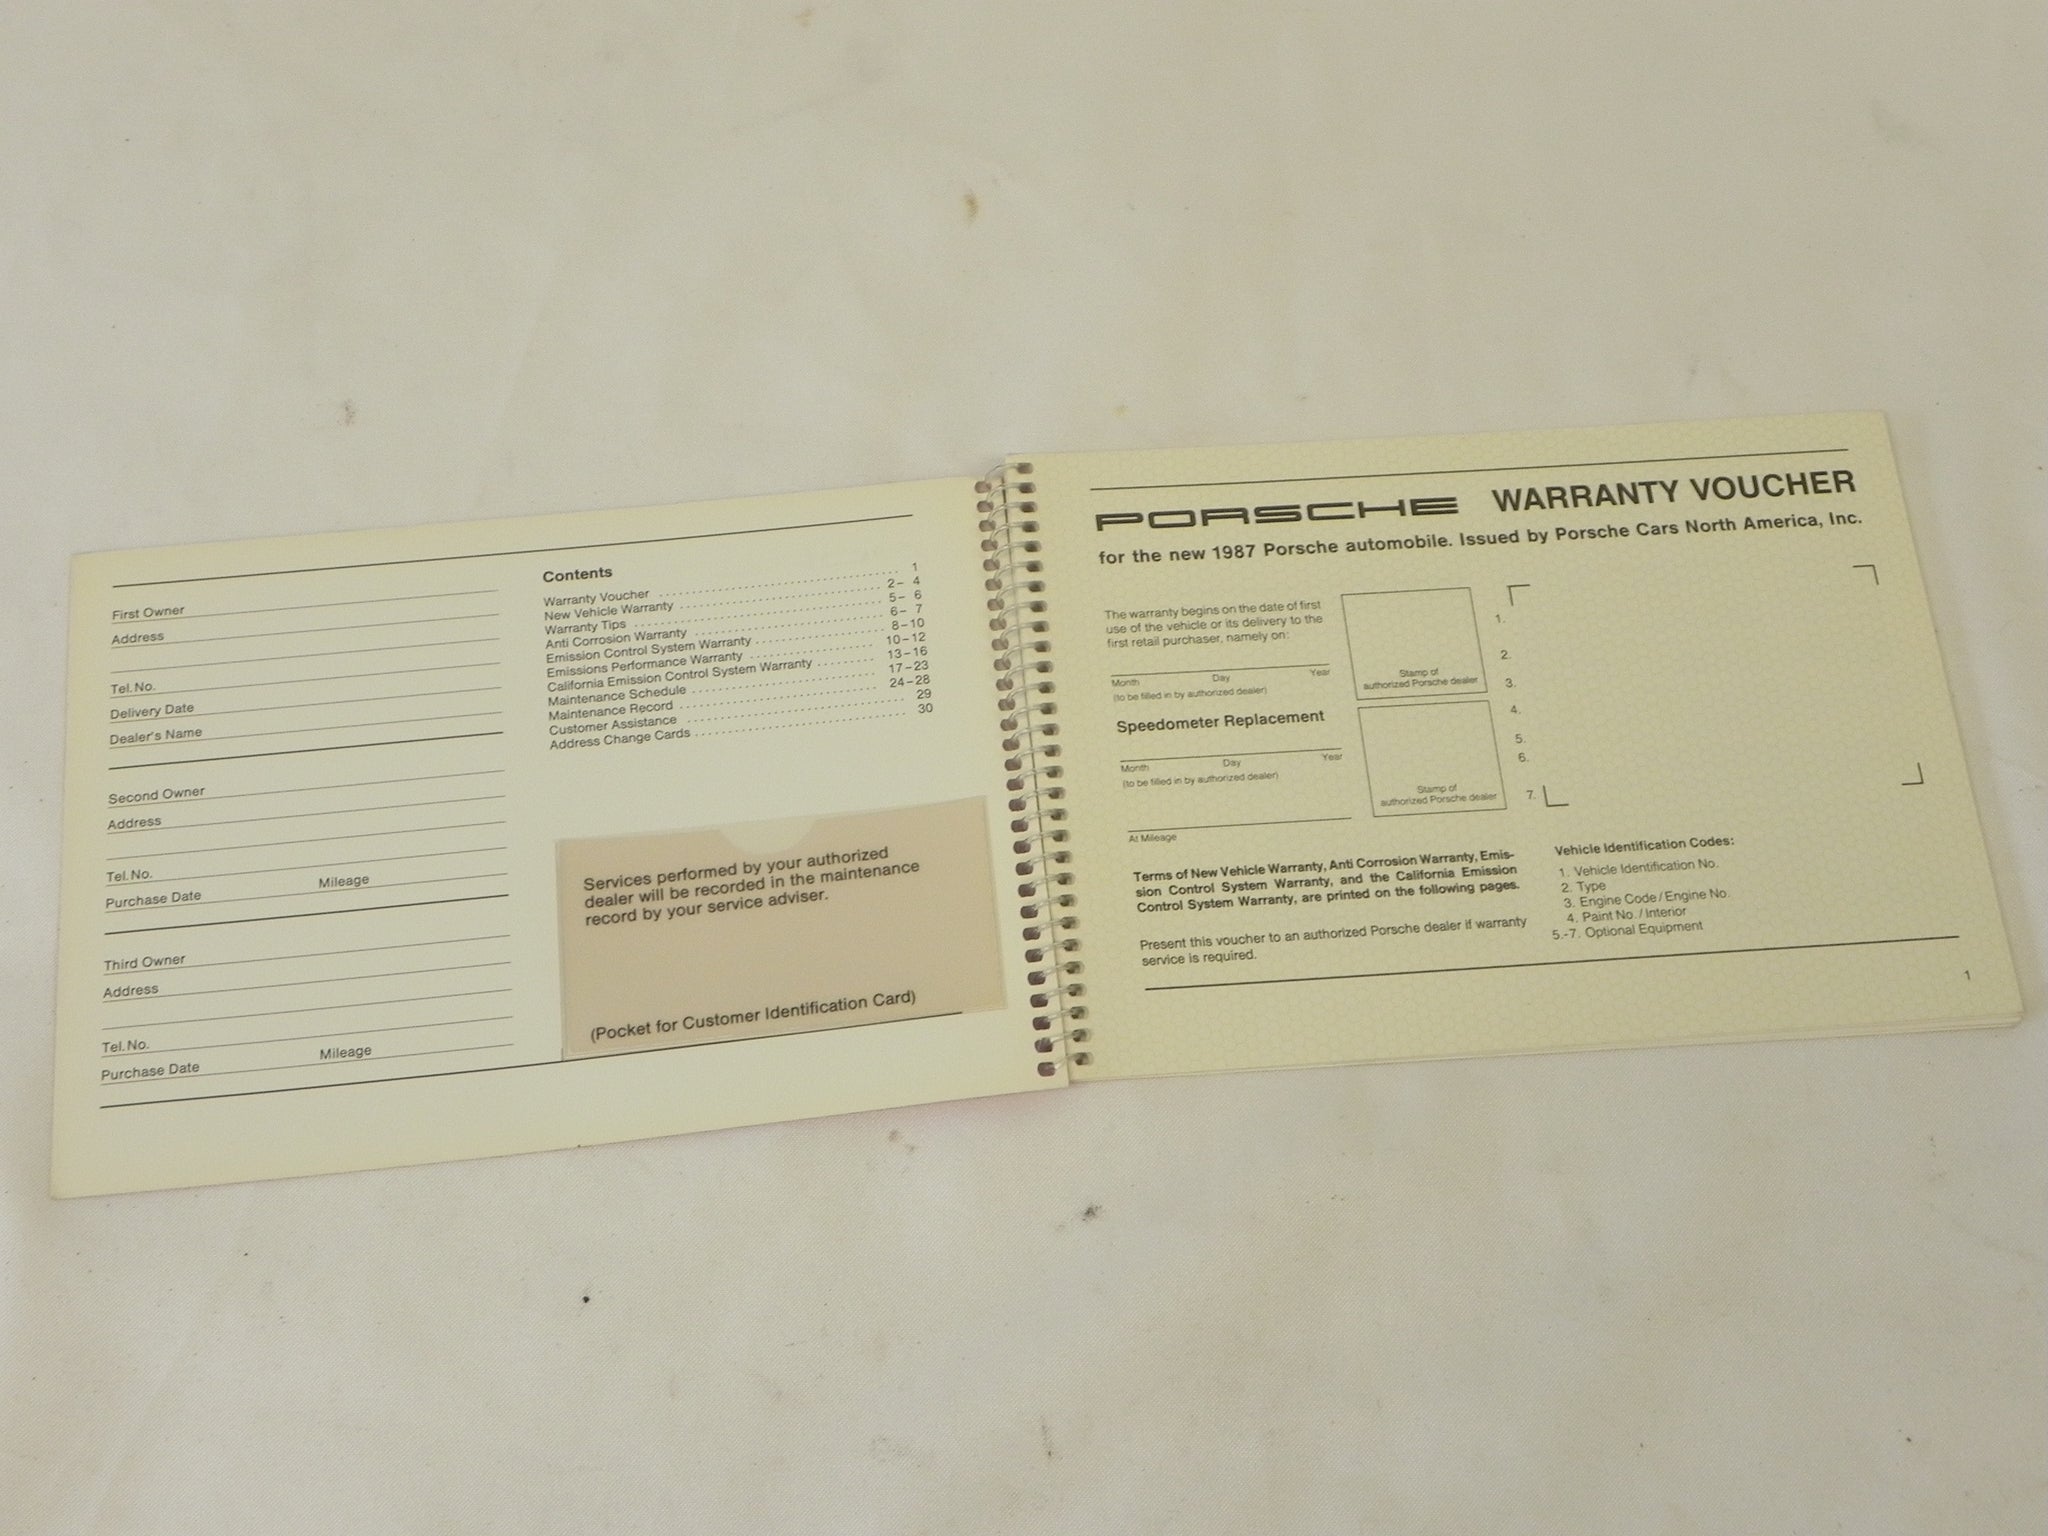 First Owner
Address
Tel. No.
Delivery Date
Dealer's Name
Second Owner
Address
Tel. No.
Purchase Date Mileage
Third Owner
Address
Tel. No.
Purchase Date Mileage
Contents
Warranty Voucher 1
New Vehicle Warranty 2– 4
Warranty Tips 5– 6
Anti Corrosion Warranty 6– 7
Emission Control System Warranty 8–10
Emissions Performance Warranty 10–12
California Emission Control System Warranty 13–16
Maintenance Schedule 17–23
Maintenance Record 24–28
Customer Assistance 29
Address Change Cards 30
Services performed by your authorized
dealer will be recorded in the maintenance
record by your service adviser.
(Pocket for Customer Identification Card)
PORSCHE WARRANTY VOUCHER
for the new 1987 Porsche automobile. Issued by Porsche Cars North America, Inc.
The warranty begins on the date of first
use of the vehicle or its delivery to the
first retail purchaser, namely on:
Month Day Year
(to be filled in by authorized dealer)
Stamp of
authorized Porsche dealer
Speedometer Replacement
Month Day Year
(to be filled in by authorized dealer)
Stamp of
authorized Porsche dealer
At Mileage
1.
2.
3.
4.
5.
6.
7.
Terms of New Vehicle Warranty, Anti Corrosion Warranty, Emis-
sion Control System Warranty, and the California Emission
Control System Warranty, are printed on the following pages.
Present this voucher to an authorized Porsche dealer if warranty
service is required.
Vehicle Identification Codes:
1. Vehicle Identification No.
2. Type
3. Engine Code / Engine No.
4. Paint No. / Interior
5.-7. Optional Equipment
1